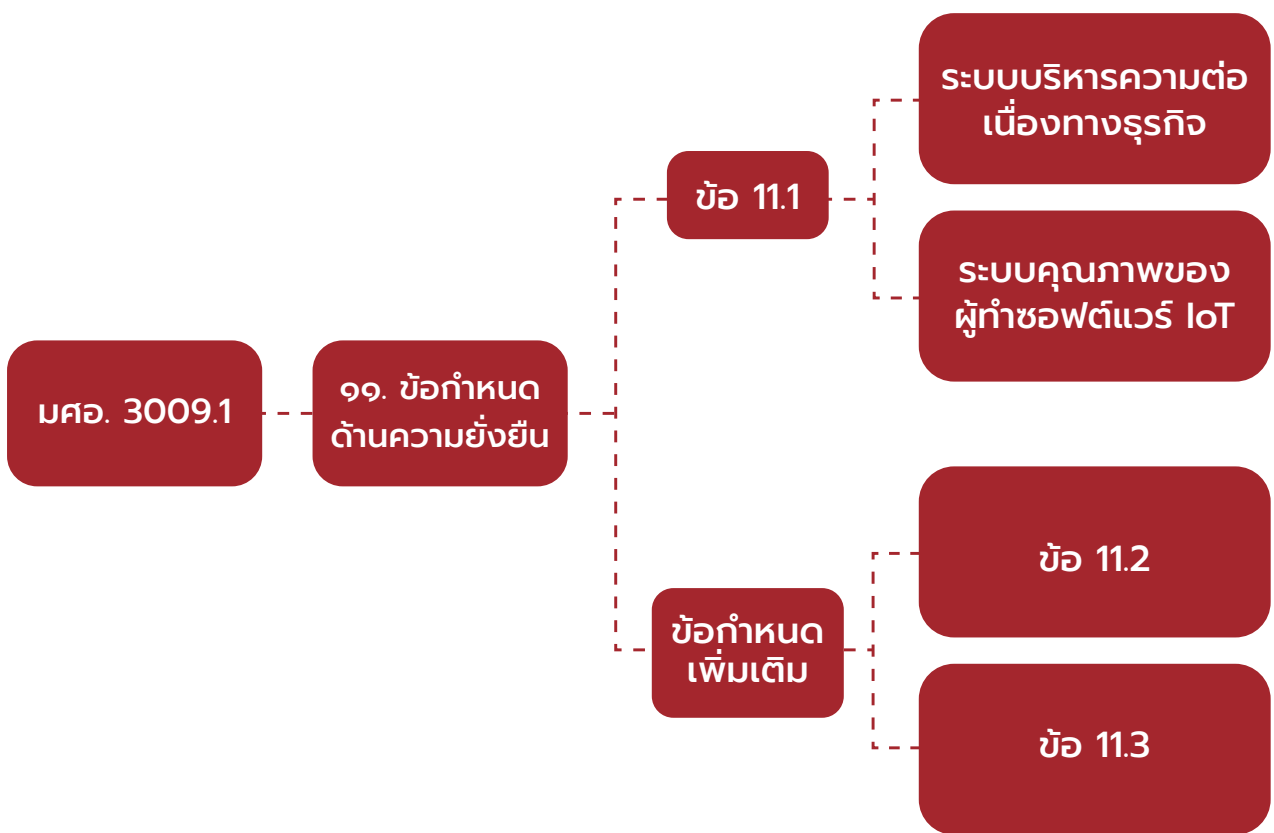 มศอ. 3009.1
๑๑. ข้อกำหนด
ด้านความยั่งยืน
ข้อ 11.1
ระบบบริหารความต่อ
เนื่องทางธุรกิจ
ระบบคุณภาพของ
ผู้ทำซอฟต์แวร์ IoT
ข้อกำหนด
เพิ่มเติม
ข้อ 11.2
ข้อ 11.3